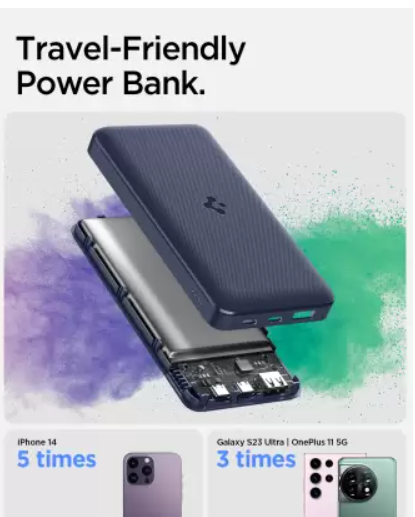 Travel-Friendly
Power Bank.
iPhone 14
5 times
Galaxy S23 Ultra | OnePlus 11 5G
3 times